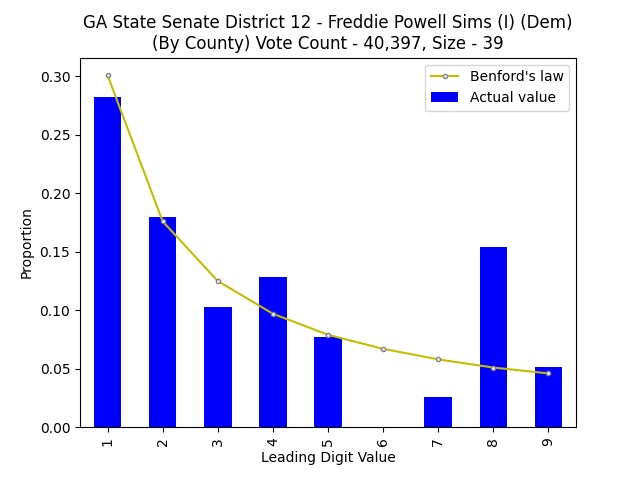 GA State Senate District 12 - Freddie Powell Sims (I) (Dem)
(By County) Vote Count - 40,397, Size - 39
Benford's law
Actual value
0.30
0.25
0.20
0.15
0.10
0.05
0.00
Proportion
1 2 3 4 5 6 7 8 9
Leading Digit Value